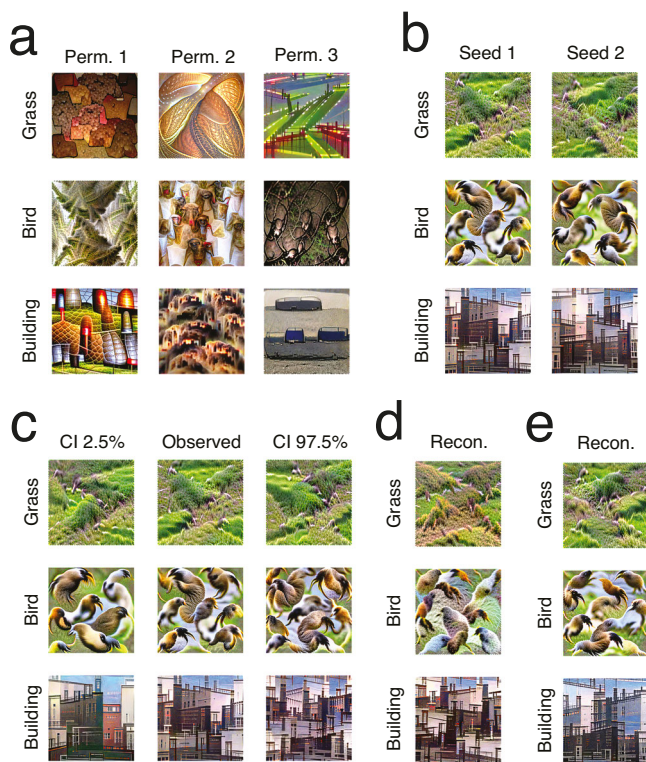 a
Perm. 1 Perm. 2 Perm. 3
Grass
Bird
Building
b
Seed 1 Seed 2
Grass
Bird
Building
c
CI 2.5% Observed CI 97.5%
Grass
Bird
Building
d
Recon.
Grass
Bird
Building
e
Recon.
Grass
Bird
Building